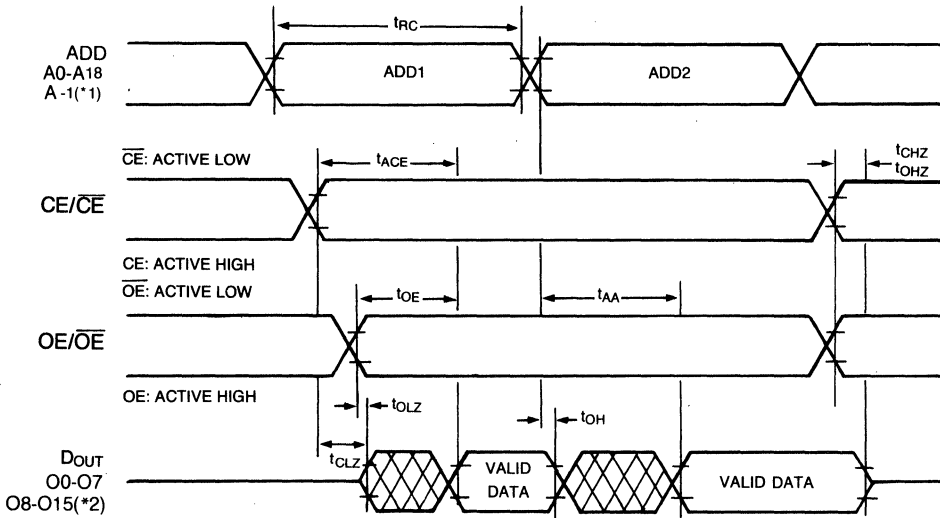 tRC
ADD
A0-A18
A-1(*1)
ADD1
ADD2
CE: ACTIVE LOW
tACE
tCHZ
tOHZ
CE/CE
CE: ACTIVE HIGH
OE: ACTIVE LOW
tOE
tAA
OE/OE
OE: ACTIVE HIGH
tOLZ
tOH
tCLZ
DOUT
O0-O7
O8-O15(*2)
VALID
DATA
VALID DATA